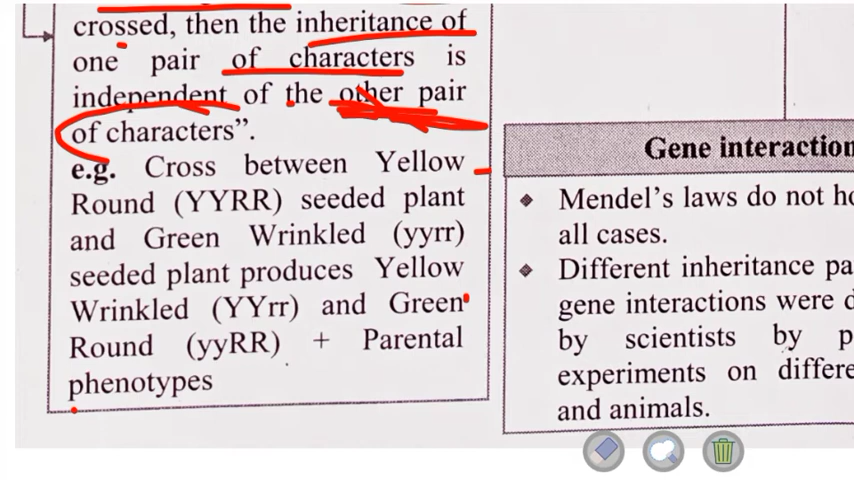 crossed, then the inheritance of
one pair of characters is
independent of the other pair
of characters”.
e.g. Cross between Yellow
Round (YYRR) seeded plant
and Green Wrinkled (yyrr)
seeded plant produces Yellow
Wrinkled (YYrr) and Green
Round (yyRR) + Parental
phenotypes
Gene interaction
Mendel’s laws do not
all cases.
Different inheritance
gene interactions were
by scientists by
experiments on
and animals.